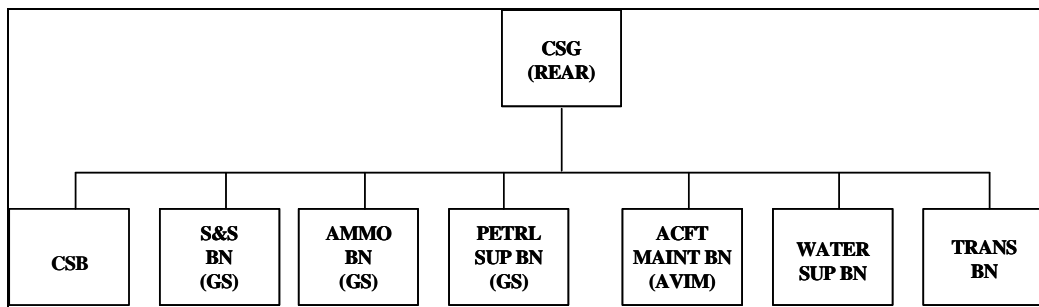 CSG
(REAR)
CSB
S&S
BN
(GS)
AMMO
BN
(GS)
PETRL
SUP BN
(GS)
ACFT
MAINT BN
(AVIM)
WATER
SUP BN
TRANS
BN